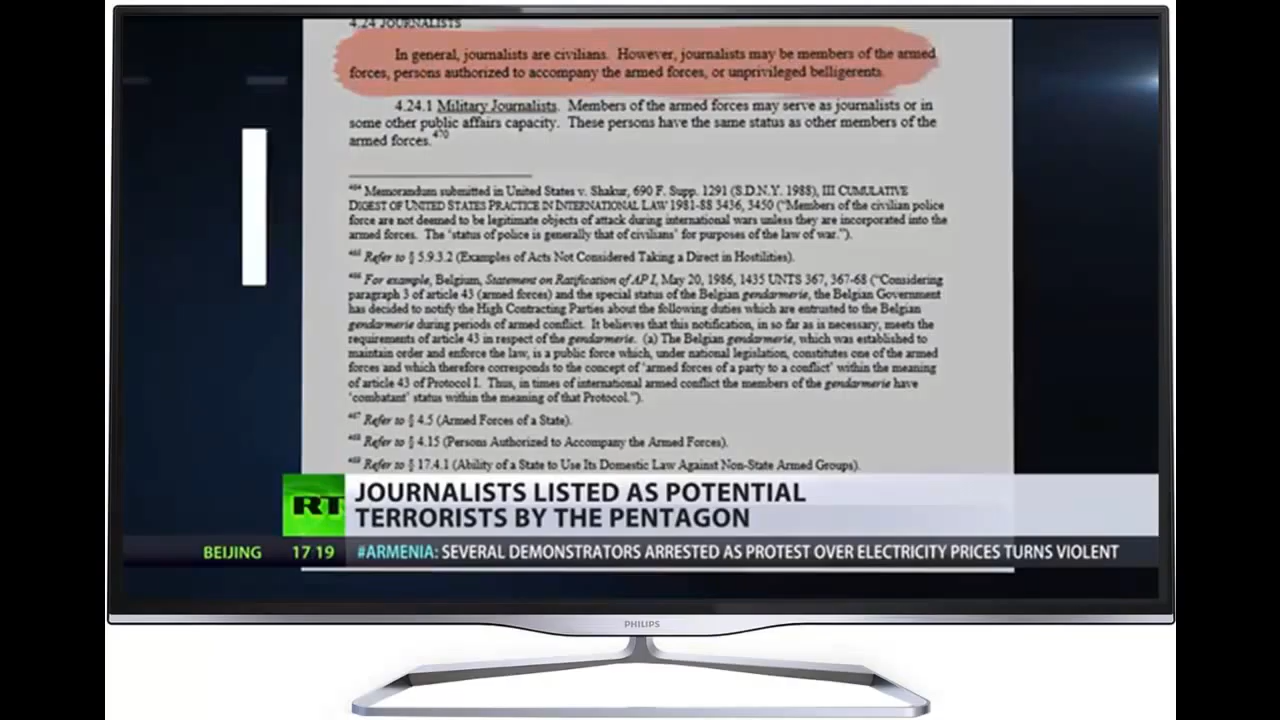 4.24 JOURNALISTS
In general, journalists are civilians. However, journalists may be members of the armed
forces, persons authorized to accompany the armed forces, or unprivileged belligerents.
4.24.1 Military Journalists. Members of the armed forces may serve as journalists or in
some other public affairs capacity. These persons have the same status as other members of the
armed forces.470
464 Memorandum submitted in United States v. Shakur, 690 F. Supp. 1291 (S.D.N.Y. 1988), III CUMULATIVE
DIGEST OF UNITED STATES PRACTICE IN INTERNATIONAL LAW 1981-88 3436, 3450 ("Members of the civilian police
force are not deemed to be legitimate objects of attack during international wars unless they are incorporated into the
armed forces. The 'status of police is generally that of civilians' for purposes of the law of war.").
465 Refer to § 5.9.3.2 (Examples of Acts Not Considered Taking a Direct in Hostilities).
466 For example, Belgium, Statement on Ratification of AP I, May 20, 1986, 1435 UNTS 367, 367-68 ("Considering
paragraph 3 of article 43 (armed forces) and the special status of the Belgian gendarmerie, the Belgian Government
has decided to notify the High Contracting Parties about the following duties which are entrusted to the Belgian
gendarmerie during periods of armed conflict. It believes that this notification, in so far as is necessary, meets the
requirements of article 43 in respect of the gendarmerie. (a) The Belgian gendarmerie, which was established to
maintain order and enforce the law, is a public force which, under national legislation, constitutes one of the armed
forces and which therefore corresponds to the concept of 'armed forces of a party to a conflict' within the meaning
of article 43 of Protocol I. Thus, in times of international armed conflict the members of the gendarmerie have
'combatant' status within the meaning of that Protocol.").
467 Refer to § 4.5 (Armed Forces of a State).
468 Refer to § 4.15 (Persons Authorized to Accompany the Armed Forces).
469 Refer to § 17.4.1 (Ability of a State to Use Its Domestic Law Against Non-State Armed Groups).
RT
JOURNALISTS LISTED AS POTENTIAL
TERRORISTS BY THE PENTAGON
BEIJING 17 19 #ARMENIA: SEVERAL DEMONSTRATORS ARRESTED AS PROTEST OVER ELECTRICITY PRICES TURNS VIOLENT
PHILIPS